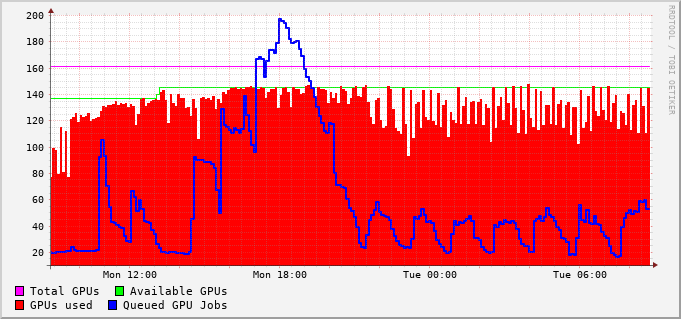 200
180
160
140
120
100
80
60
40
20
Mon 12:00 Mon 18:00 Tue 00:00 Tue 06:00
Total GPUs Available GPUs
GPUs used Queued GPU Jobs
RRDTOOL / TOBI OETIKER